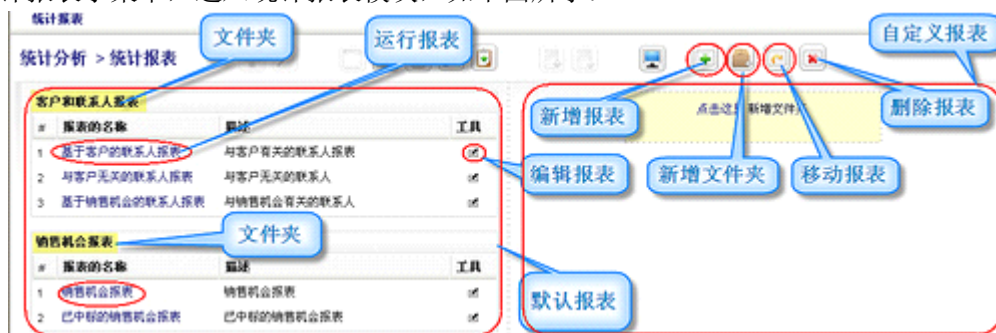 统计报表
统计分析 > 统计报表
文件夹
运行报表
自定义报表
客户和联系人报表
# 报表的名称 描述 工具
1 基于客户的联系人报表 与客户有关的联系人报表
2 与客户无关的联系人报表 与客户无关的联系人
3 基于销售机会的联系人报表 与销售机会有关的联系人
新增报表
点击这里 新增文件
删除报表
编辑报表
新增文件夹
移动报表
销售机会报表
文件夹
# 报表的名称 描述 工具
1 销售机会报表 销售机会报表
2 已中标的销售机会报表 已中标的销售机会报表
默认报表